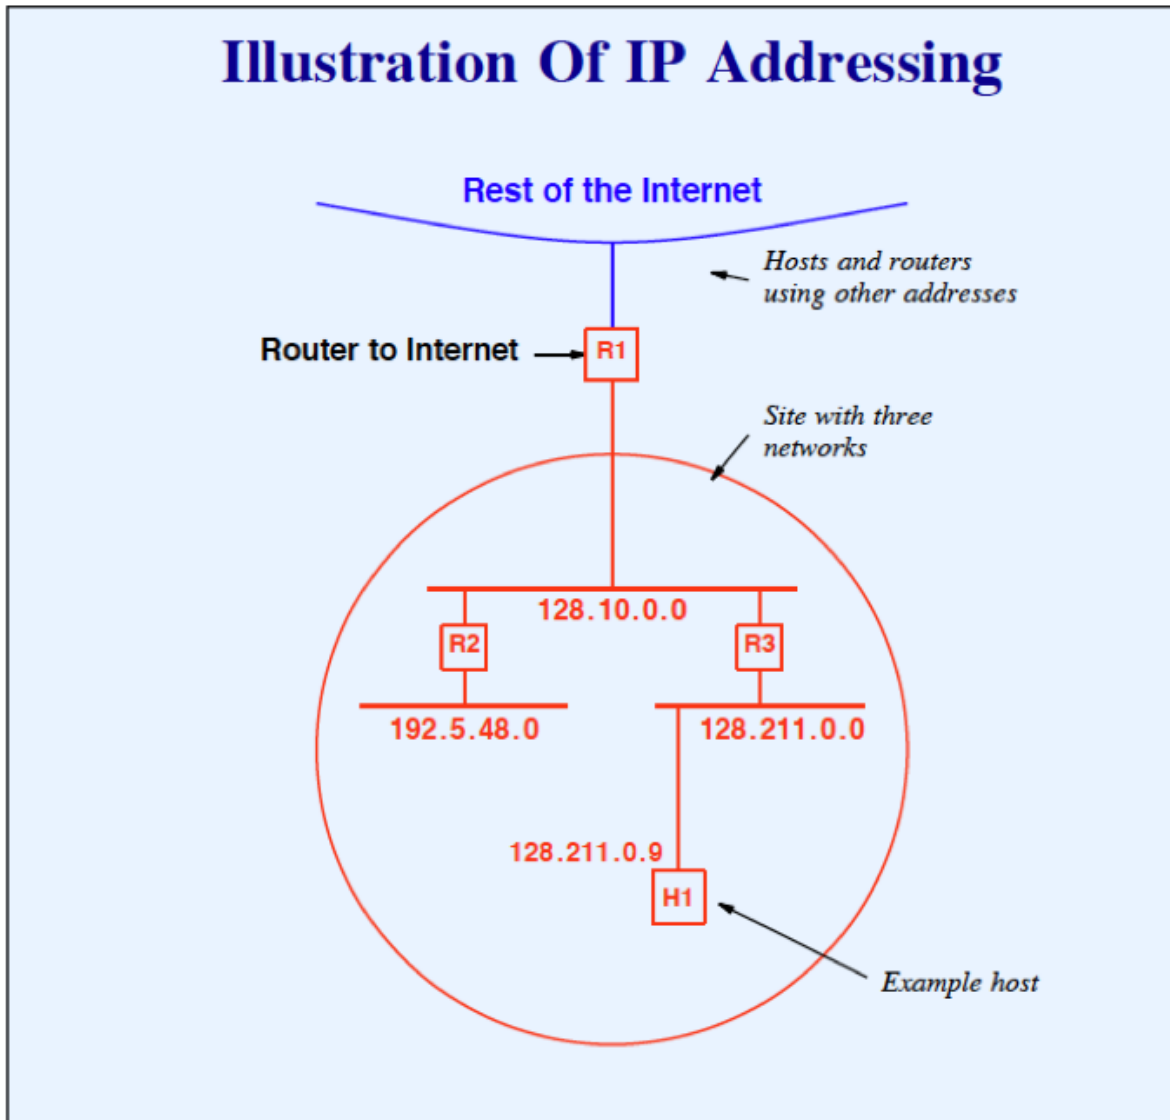 Illustration Of IP Addressing
Rest of the Internet
Hosts and routers
using other addresses
Router to Internet
R1
Site with three
networks
128.10.0.0
R2
R3
192.5.48.0
128.211.0.0
128.211.0.9
H1
Example host